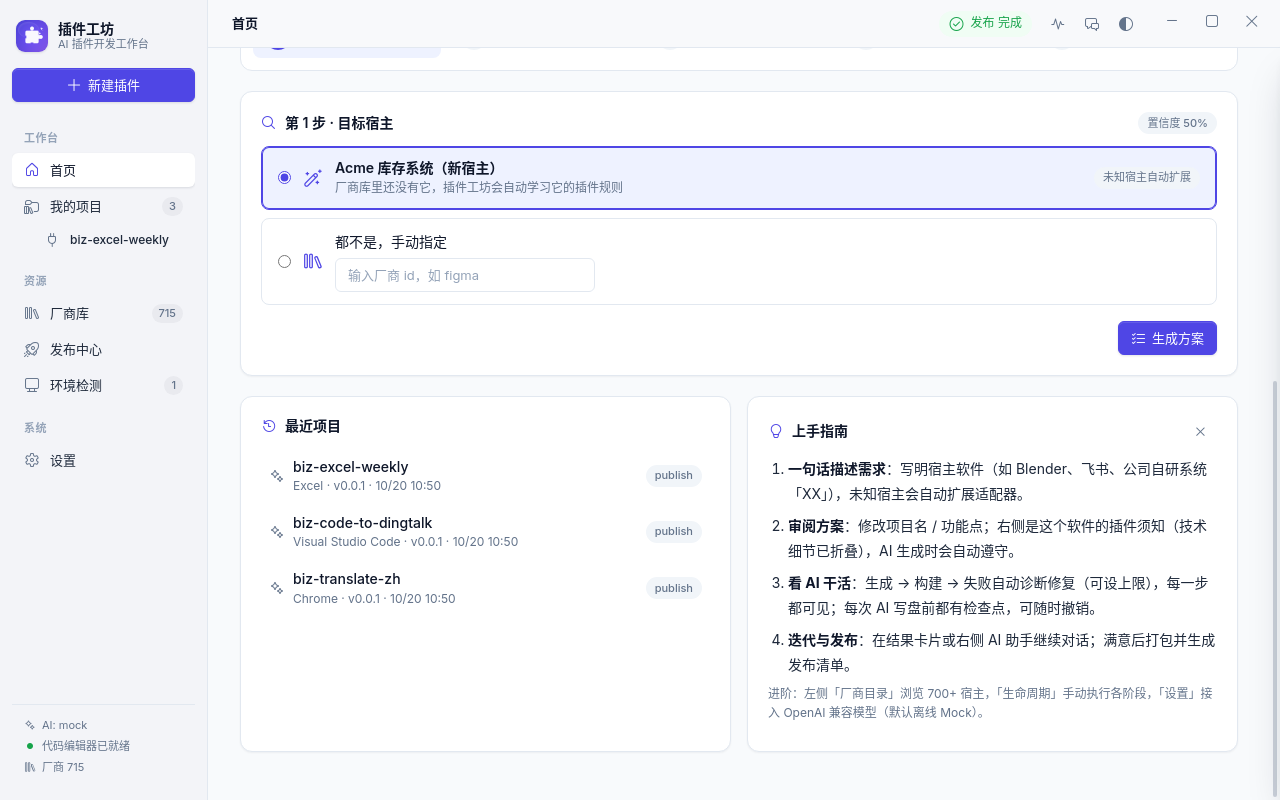 插件工坊
AI 插件开发工作台
新建插件
工作台
首页
我的项目
3
biz-excel-weekly
资源
厂商库
715
发布中心
环境检测
1
系统
设置
AI: mock
代码编辑器已就绪
厂商 715
首页
发布 完成
第 1 步 · 目标宿主
置信度 50%
Acme 库存系统（新宿主）
厂商库里还没有它，插件工坊会自动学习它的插件规则
未知宿主自动扩展
都不是，手动指定
输入厂商 id，如 figma
生成方案
最近项目
biz-excel-weekly
Excel · v0.0.1 · 10/20 10:50
publish
biz-code-to-dingtalk
Visual Studio Code · v0.0.1 · 10/20 10:50
publish
biz-translate-zh
Chrome · v0.0.1 · 10/20 10:50
publish
上手指南
1. 一句话描述需求：写明宿主软件（如 Blender、飞书、公司自研系统
「XX」），未知宿主会自动扩展适配器。
2. 审阅方案：修改项目名 / 功能点；右侧是这个软件的插件须知（技术
细节已折叠），AI 生成时会自动遵守。
3. 看 AI 干活：生成 → 构建 → 失败自动诊断修复（可设上限），每一步
都可见；每次 AI 写盘前都有检查点，可随时撤销。
4. 迭代与发布：在结果卡片或右侧 AI 助手继续对话；满意后打包并生成
发布清单。
进阶：左侧「厂商目录」浏览 700+ 宿主，「生命周期」手动执行各阶段，「设置」接
入 OpenAI 兼容模型（默认离线 Mock）。